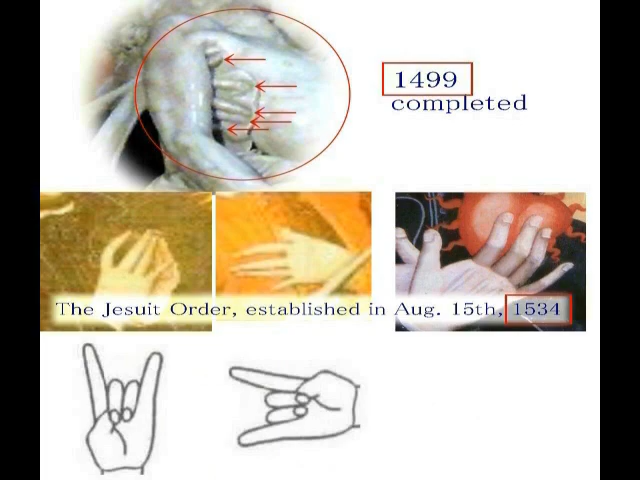 1499
completed
The Jesuit Order, established in Aug. 15th, 1534